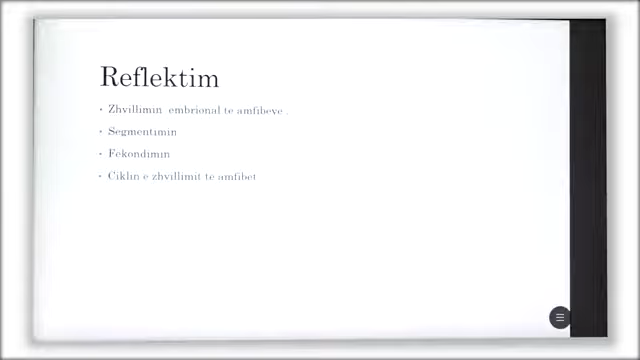 Reflektim
• Zhvillimin embrional te amfibeve .
• Segmentimin
• Fekondimin
• Ciklin e zhvillimit te amfibet